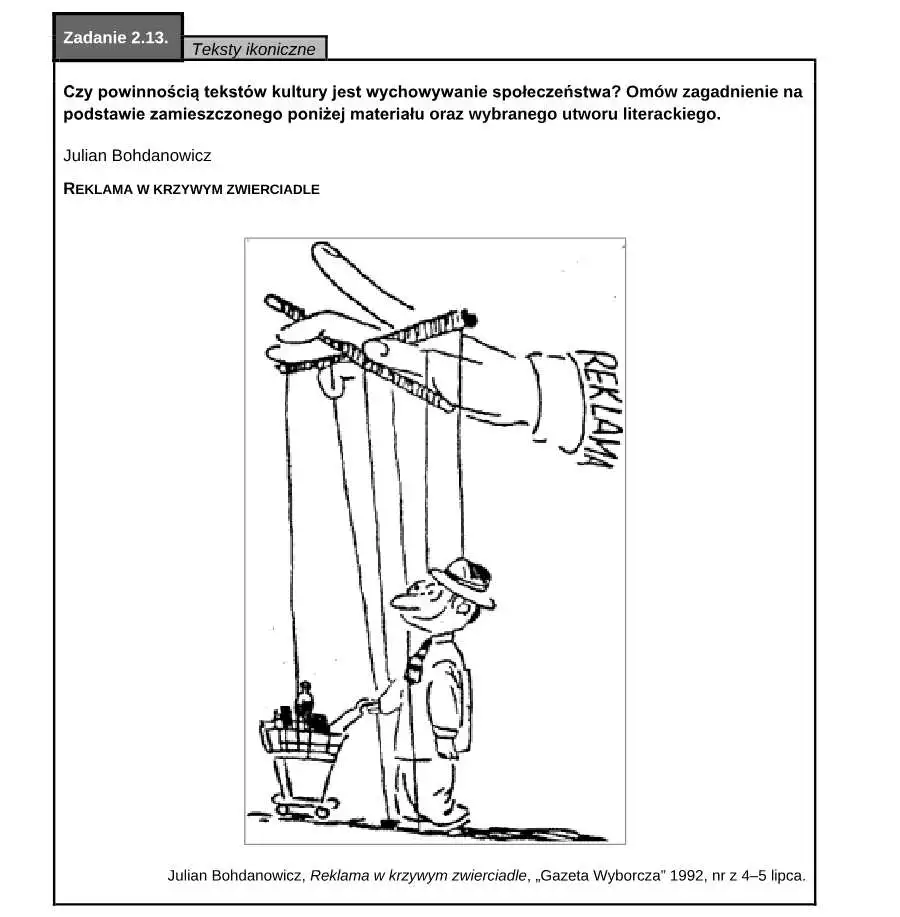 Zadanie 2.13.
Teksty ikoniczne
Czy powinnością tekstów kultury jest wychowywanie społeczeństwa? Omów zagadnienie na
podstawie zamieszczonego poniżej materiału oraz wybranego utworu literackiego.
Julian Bohdanowicz
REKLAMA W KRZYWYM ZWIERCIADLE
REKLAMA
Julian Bohdanowicz, Reklama w krzywym zwierciadle, „Gazeta Wyborcza” 1992, nr z 4–5 lipca.